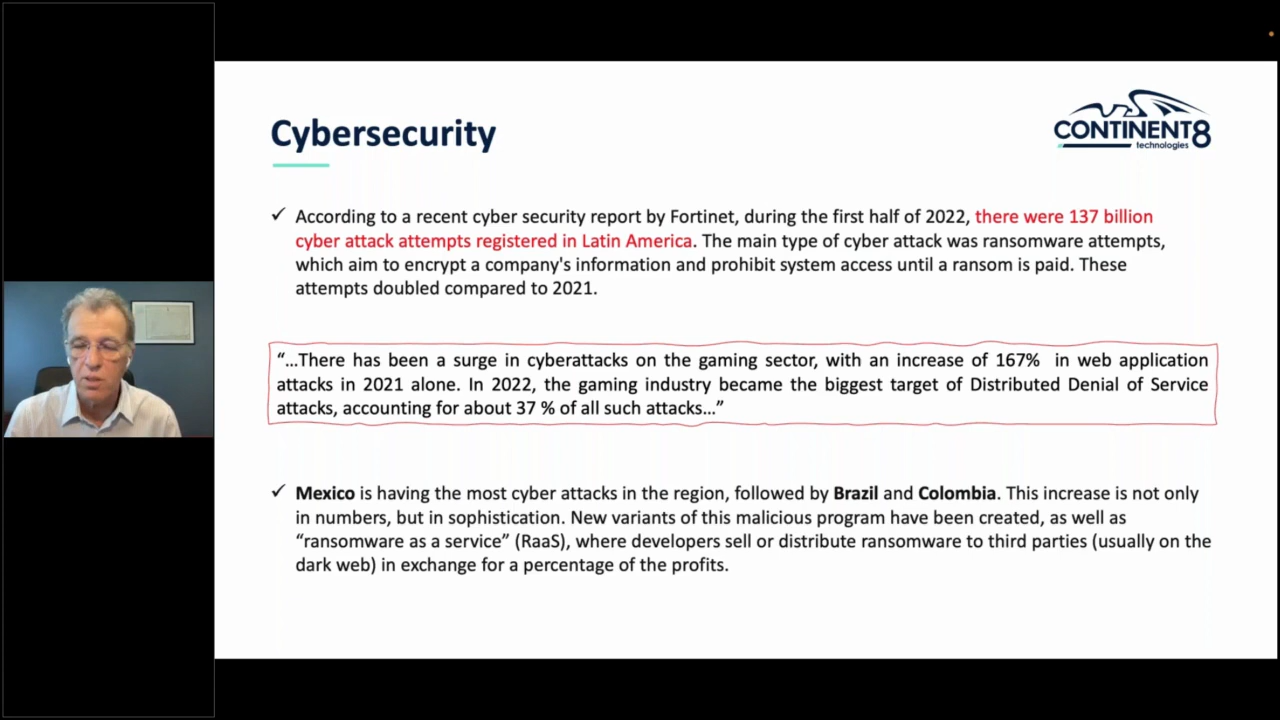 Cybersecurity
CONTINENT8
technologies
✓ According to a recent cyber security report by Fortinet, during the first half of 2022, there were 137 billion
cyber attack attempts registered in Latin America. The main type of cyber attack was ransomware attempts,
which aim to encrypt a company's information and prohibit system access until a ransom is paid. These
attempts doubled compared to 2021.
“...There has been a surge in cyberattacks on the gaming sector, with an increase of 167% in web application
attacks in 2021 alone. In 2022, the gaming industry became the biggest target of Distributed Denial of Service
attacks, accounting for about 37 % of all such attacks...”
✓ Mexico is having the most cyber attacks in the region, followed by Brazil and Colombia. This increase is not only
in numbers, but in sophistication. New variants of this malicious program have been created, as well as
“ransomware as a service” (RaaS), where developers sell or distribute ransomware to third parties (usually on the
dark web) in exchange for a percentage of the profits.